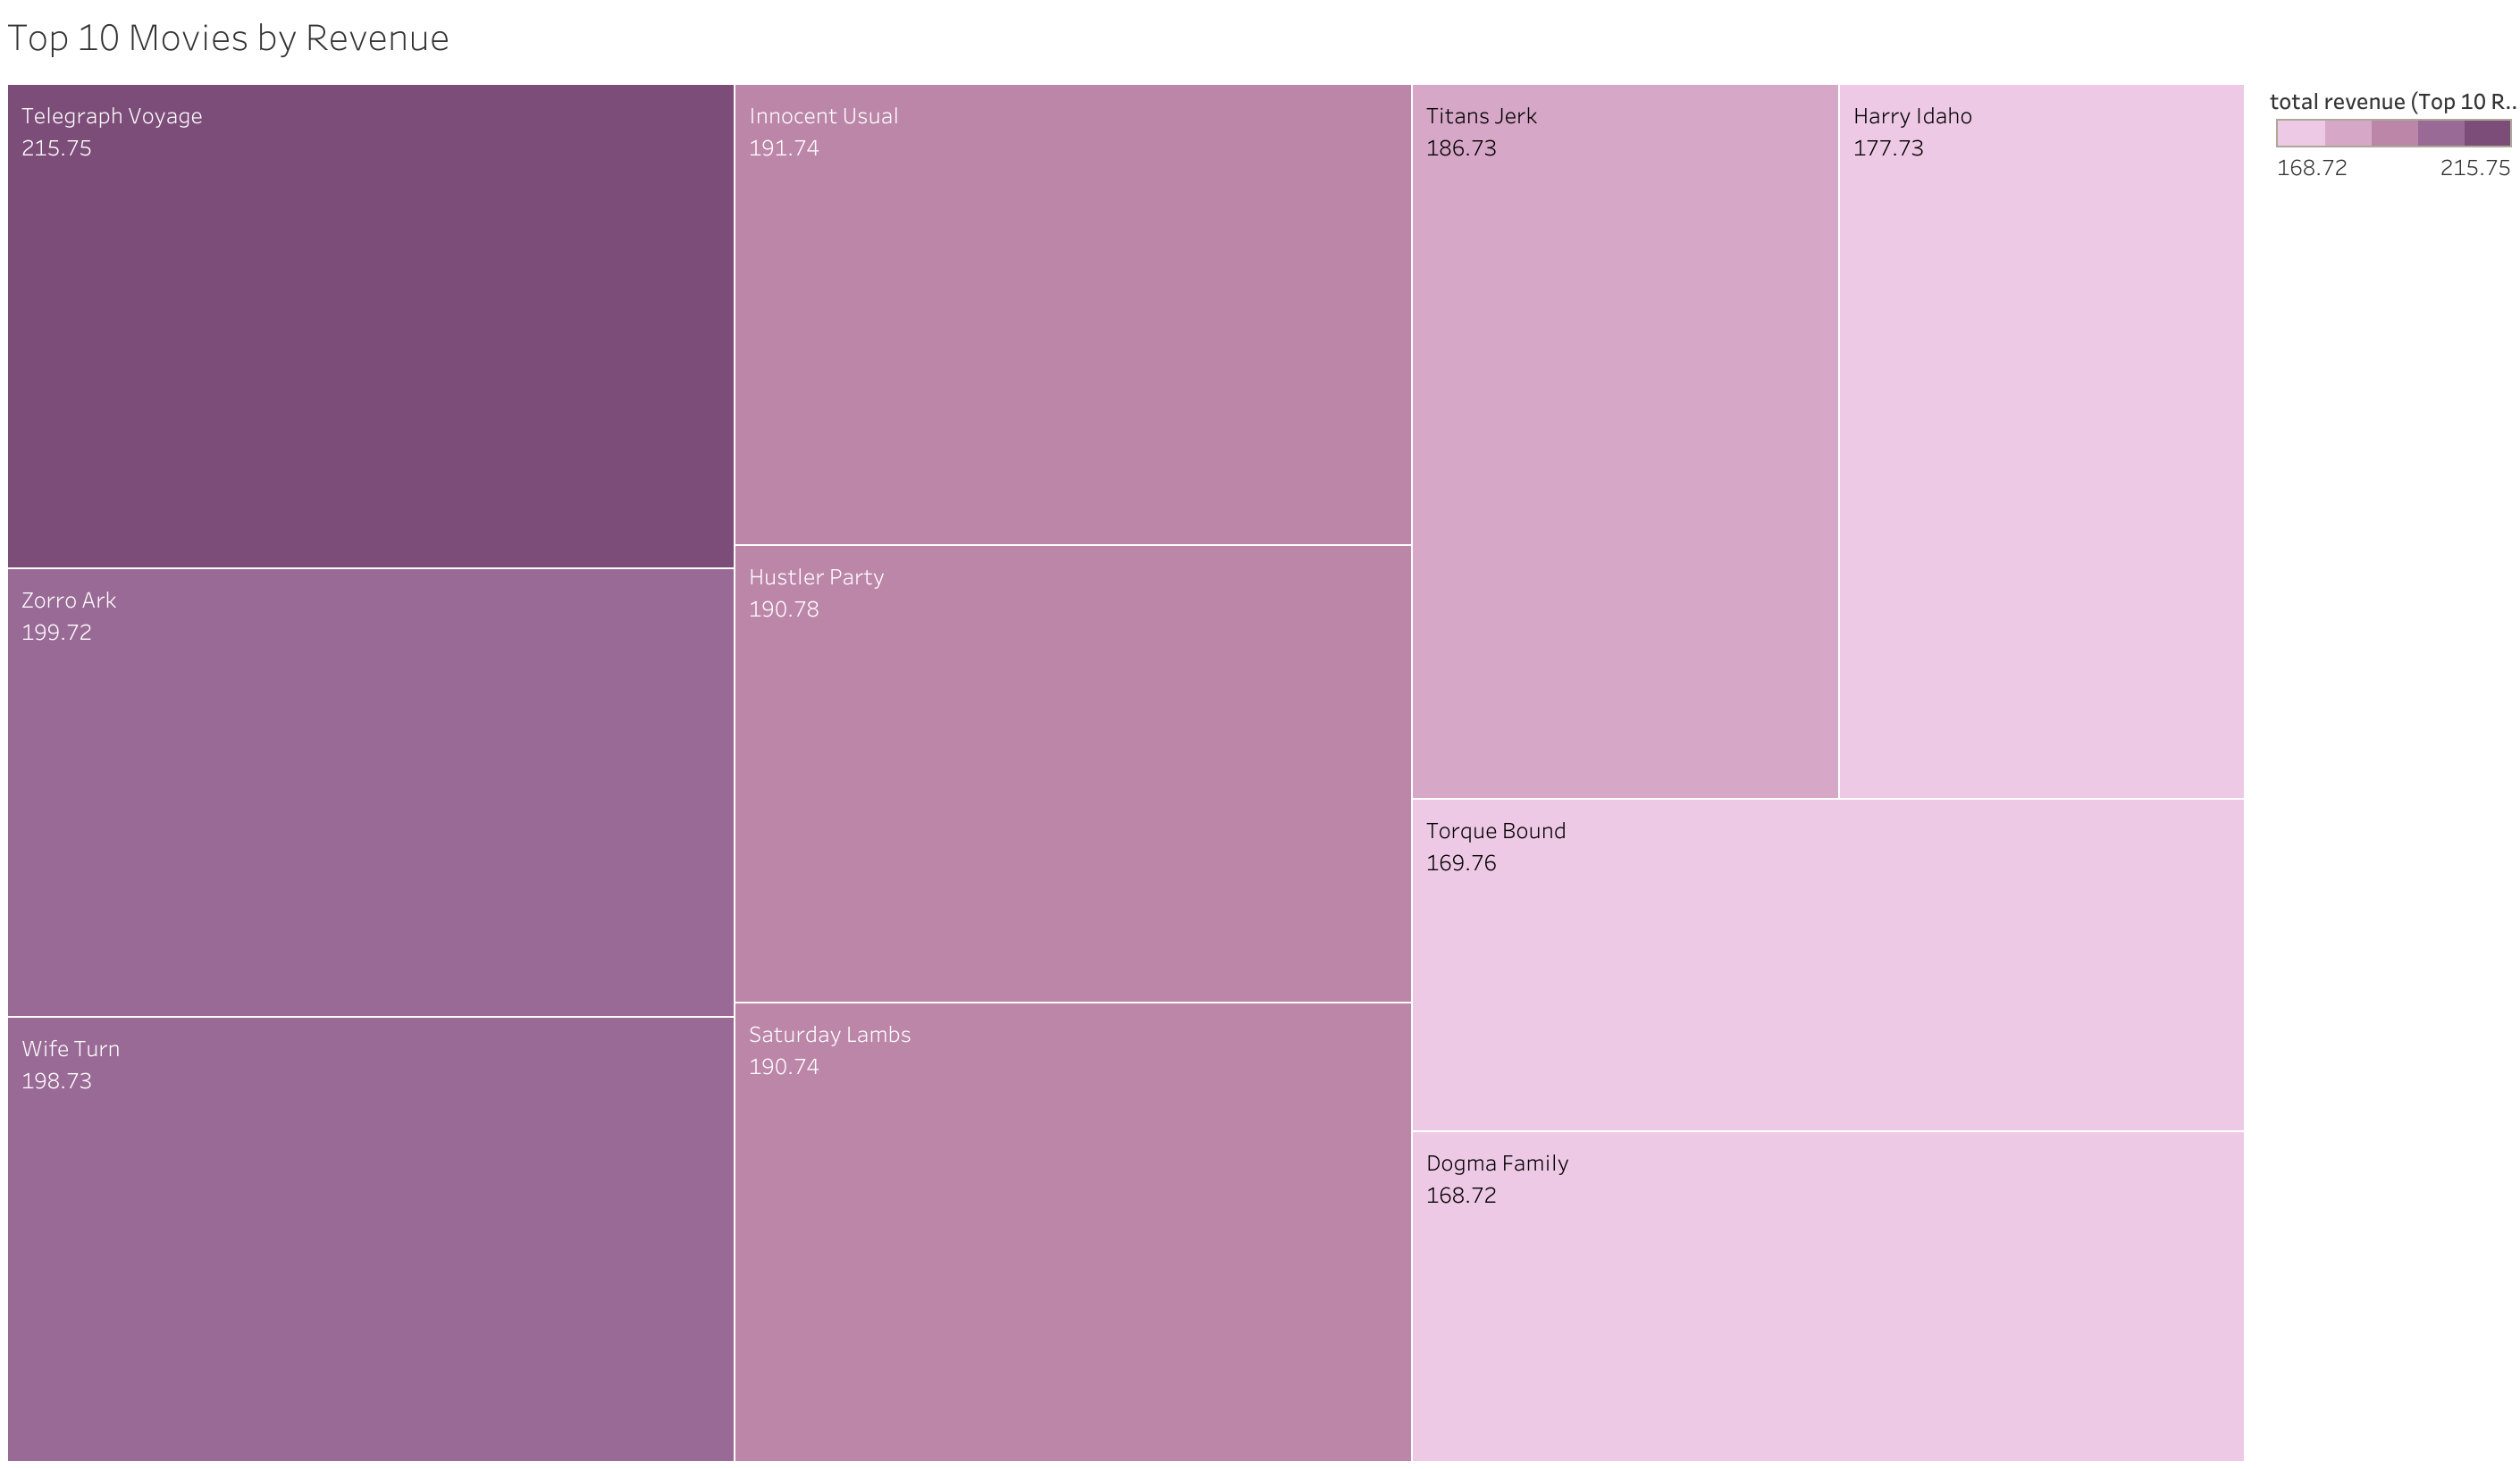 Top 10 Movies by Revenue
Telegraph Voyage
215.75
Zorro Ark
199.72
Wife Turn
198.73
Innocent Usual
191.74
Hustler Party
190.78
Saturday Lambs
190.74
Titans Jerk
186.73
Harry Idaho
177.73
Torque Bound
169.76
Dogma Family
168.72
total revenue (Top 10 R..
168.72 215.75